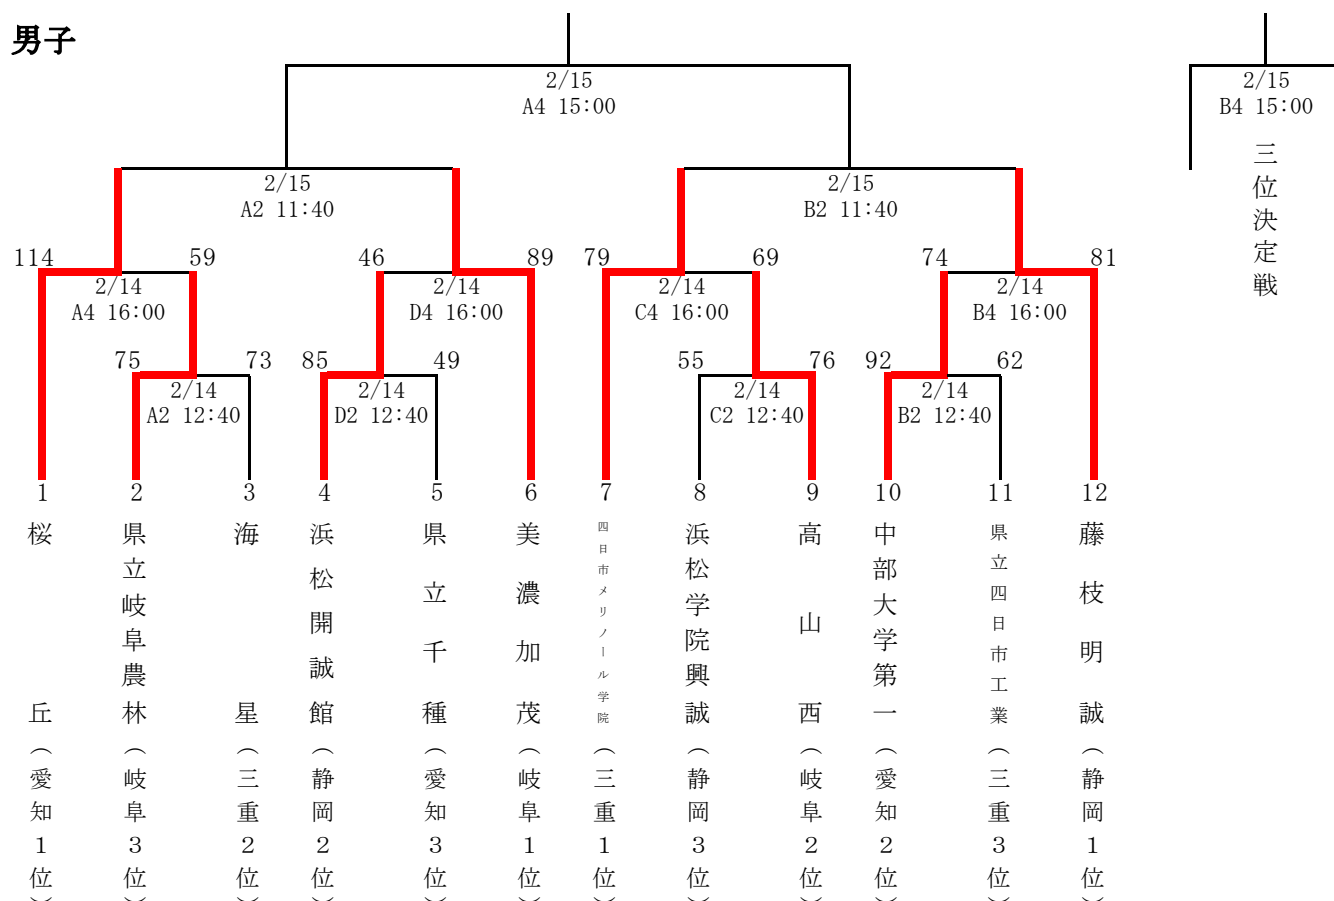 男子
2/15
A4 15:00
2/15
B4 15:00
三位決定戦
2/15
A2 11:40
2/15
B2 11:40
114
59
46
89
79
69
74
81
2/14
A4 16:00
2/14
D4 16:00
2/14
C4 16:00
2/14
B4 16:00
75
73
85
49
55
76
92
62
2/14
A2 12:40
2/14
D2 12:40
2/14
C2 12:40
2/14
B2 12:40
1
2
3
4
5
6
7
8
9
10
11
12
桜丘(愛知1位)
県立岐阜農林(岐阜3位)
海星(三重2位)
浜松開誠館(静岡2位)
県立千種(愛知3位)
美濃加茂(岐阜1位)
四日市メリノール学院(三重1位)
浜松学院興誠(静岡3位)
高山西(岐阜2位)
中部大学第一(愛知2位)
県立四日市工業(三重3位)
藤枝明誠(静岡1位)